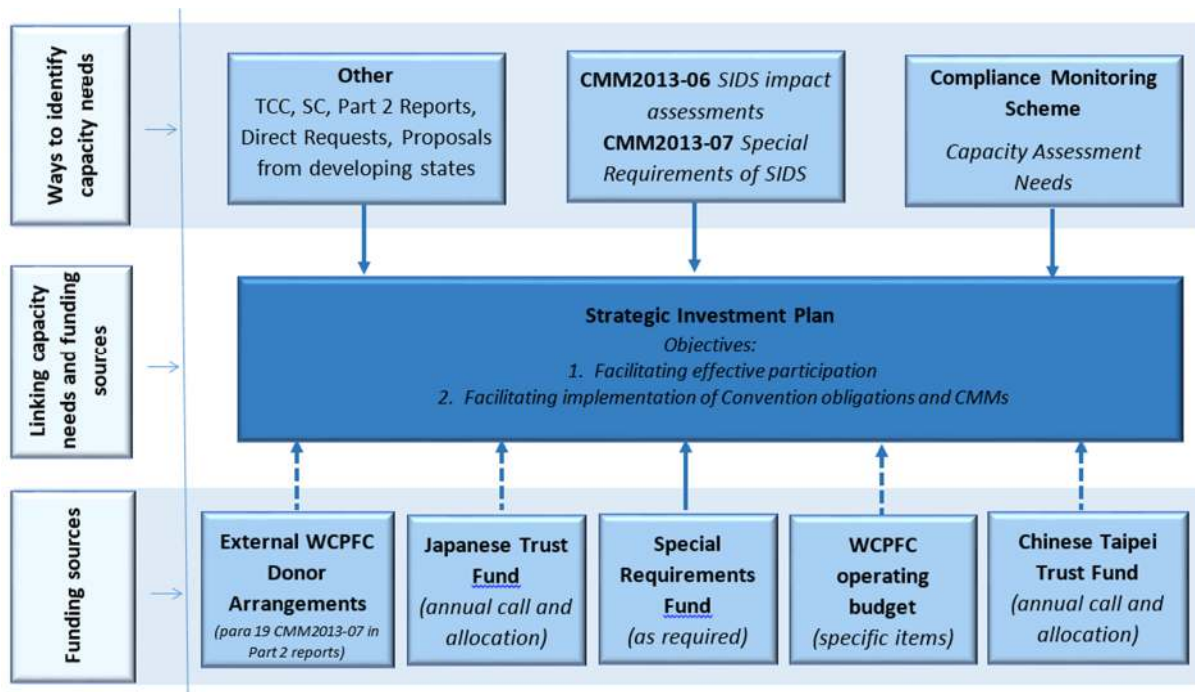 Ways to identify
capacity needs
Other
TCC, SC, Part 2 Reports,
Direct Requests, Proposals
from developing states
CMM2013-06 SIDS impact
assessments
CMM2013-07 Special
Requirements of SIDS
Compliance Monitoring
Scheme
Capacity Assessment
Needs
Linking capacity
needs and funding
sources
Strategic Investment Plan
Objectives:
1. Facilitating effective participation
2. Facilitating implementation of Convention obligations and CMMs
Funding sources
External WCPFC
Donor
Arrangements
(para 19 CMM2013-07 in
Part 2 reports)
Japanese Trust
Fund
(annual call and
allocation)
Special
Requirements
Fund
(as required)
WCPFC
operating
budget
(specific items)
Chinese Taipei
Trust Fund
(annual call and
allocation)